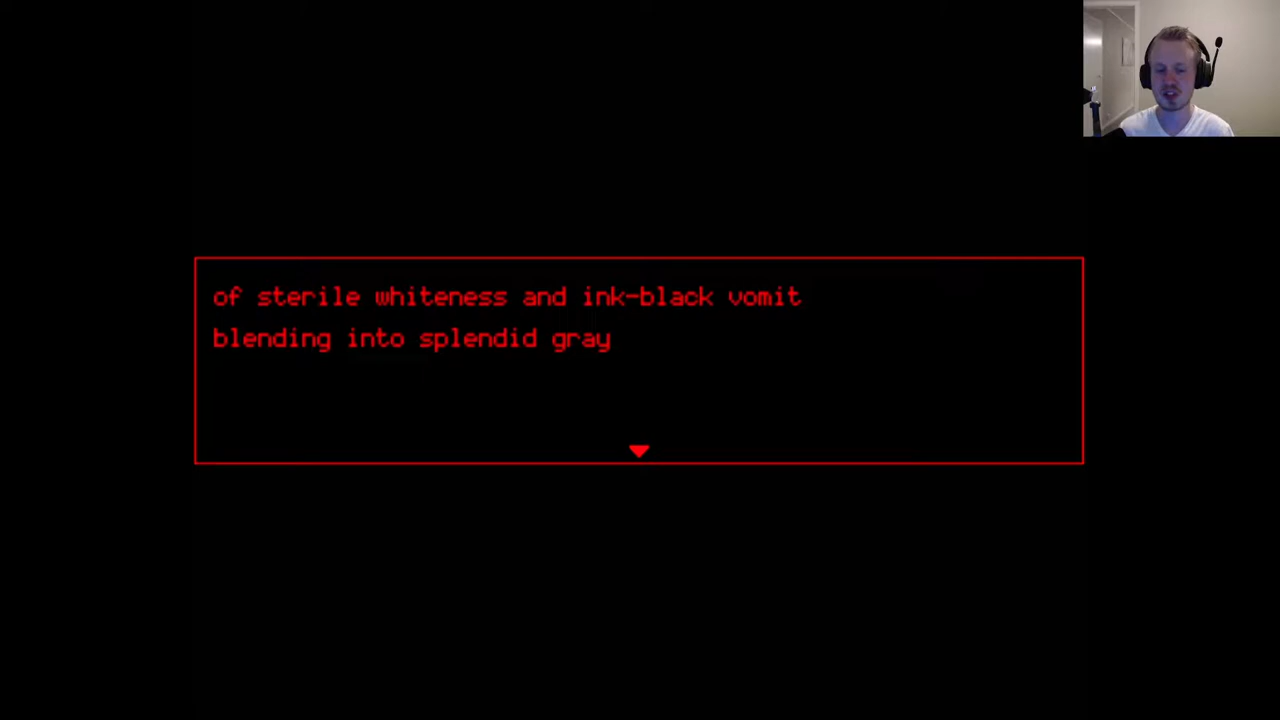 of sterile whiteness and ink-black vomit
blending into splendid gray